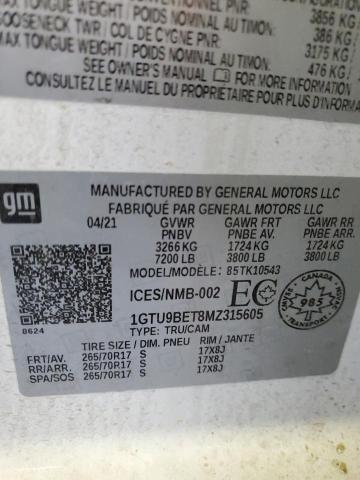 CONVENTIONNEL PNR: 3856 KG
GOOSENECK TWR / COL DE CYGNE PNR: 386 KG
MAX TONGUE WEIGHT / POIDS NOMINAL AU TIMON: 3175 KG
MAX TONGUE WEIGHT / POIDS NOMINAL AU TIMON: 476 KG
SEE OWNER'S MANUAL FOR MORE INFORMATION
CONSULTEZ LE MANUEL DU PROPRIÉTAIRE POUR PLUS
gm
MANUFACTURED BY GENERAL MOTORS LLC
FABRIQUÉ PAR GENERAL MOTORS LLC
04/21 GVWR GAWR FRT GAWR RR
PNBV PNBE AV. PNBE ARR.
3266 KG 1724 KG 1724 KG
7200 LB 3800 LB 3800 LB
MODEL/MODÈLE: 85TK10543
ICES/NMB-002 EC
CANADA
985
1GTU9BET8MZ315605
TYPE: TRU/CAM
8624
TIRE SIZE / DIM. PNEU RIM / JANTE
FRT/AV. 265/70R17 S 17X8J
RR/ARR. 265/70R17 S 17X8J
SPA/SOS 265/70R17 S 17X8J